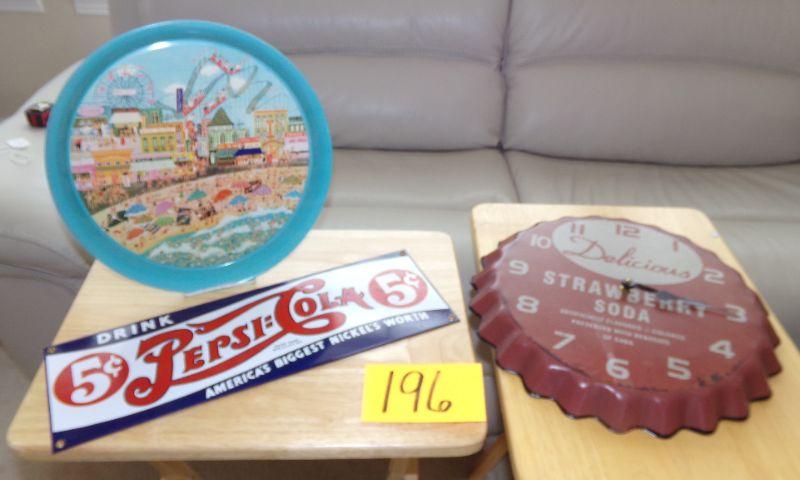 DRINK
5¢ PEPSI:COLA 5¢
AMERICA'S BIGGEST NICKEL'S WORTH
196
11 12 1
10 Delicious 2
9 STRAWBERRY 3
SODA
8 4
7 6 5